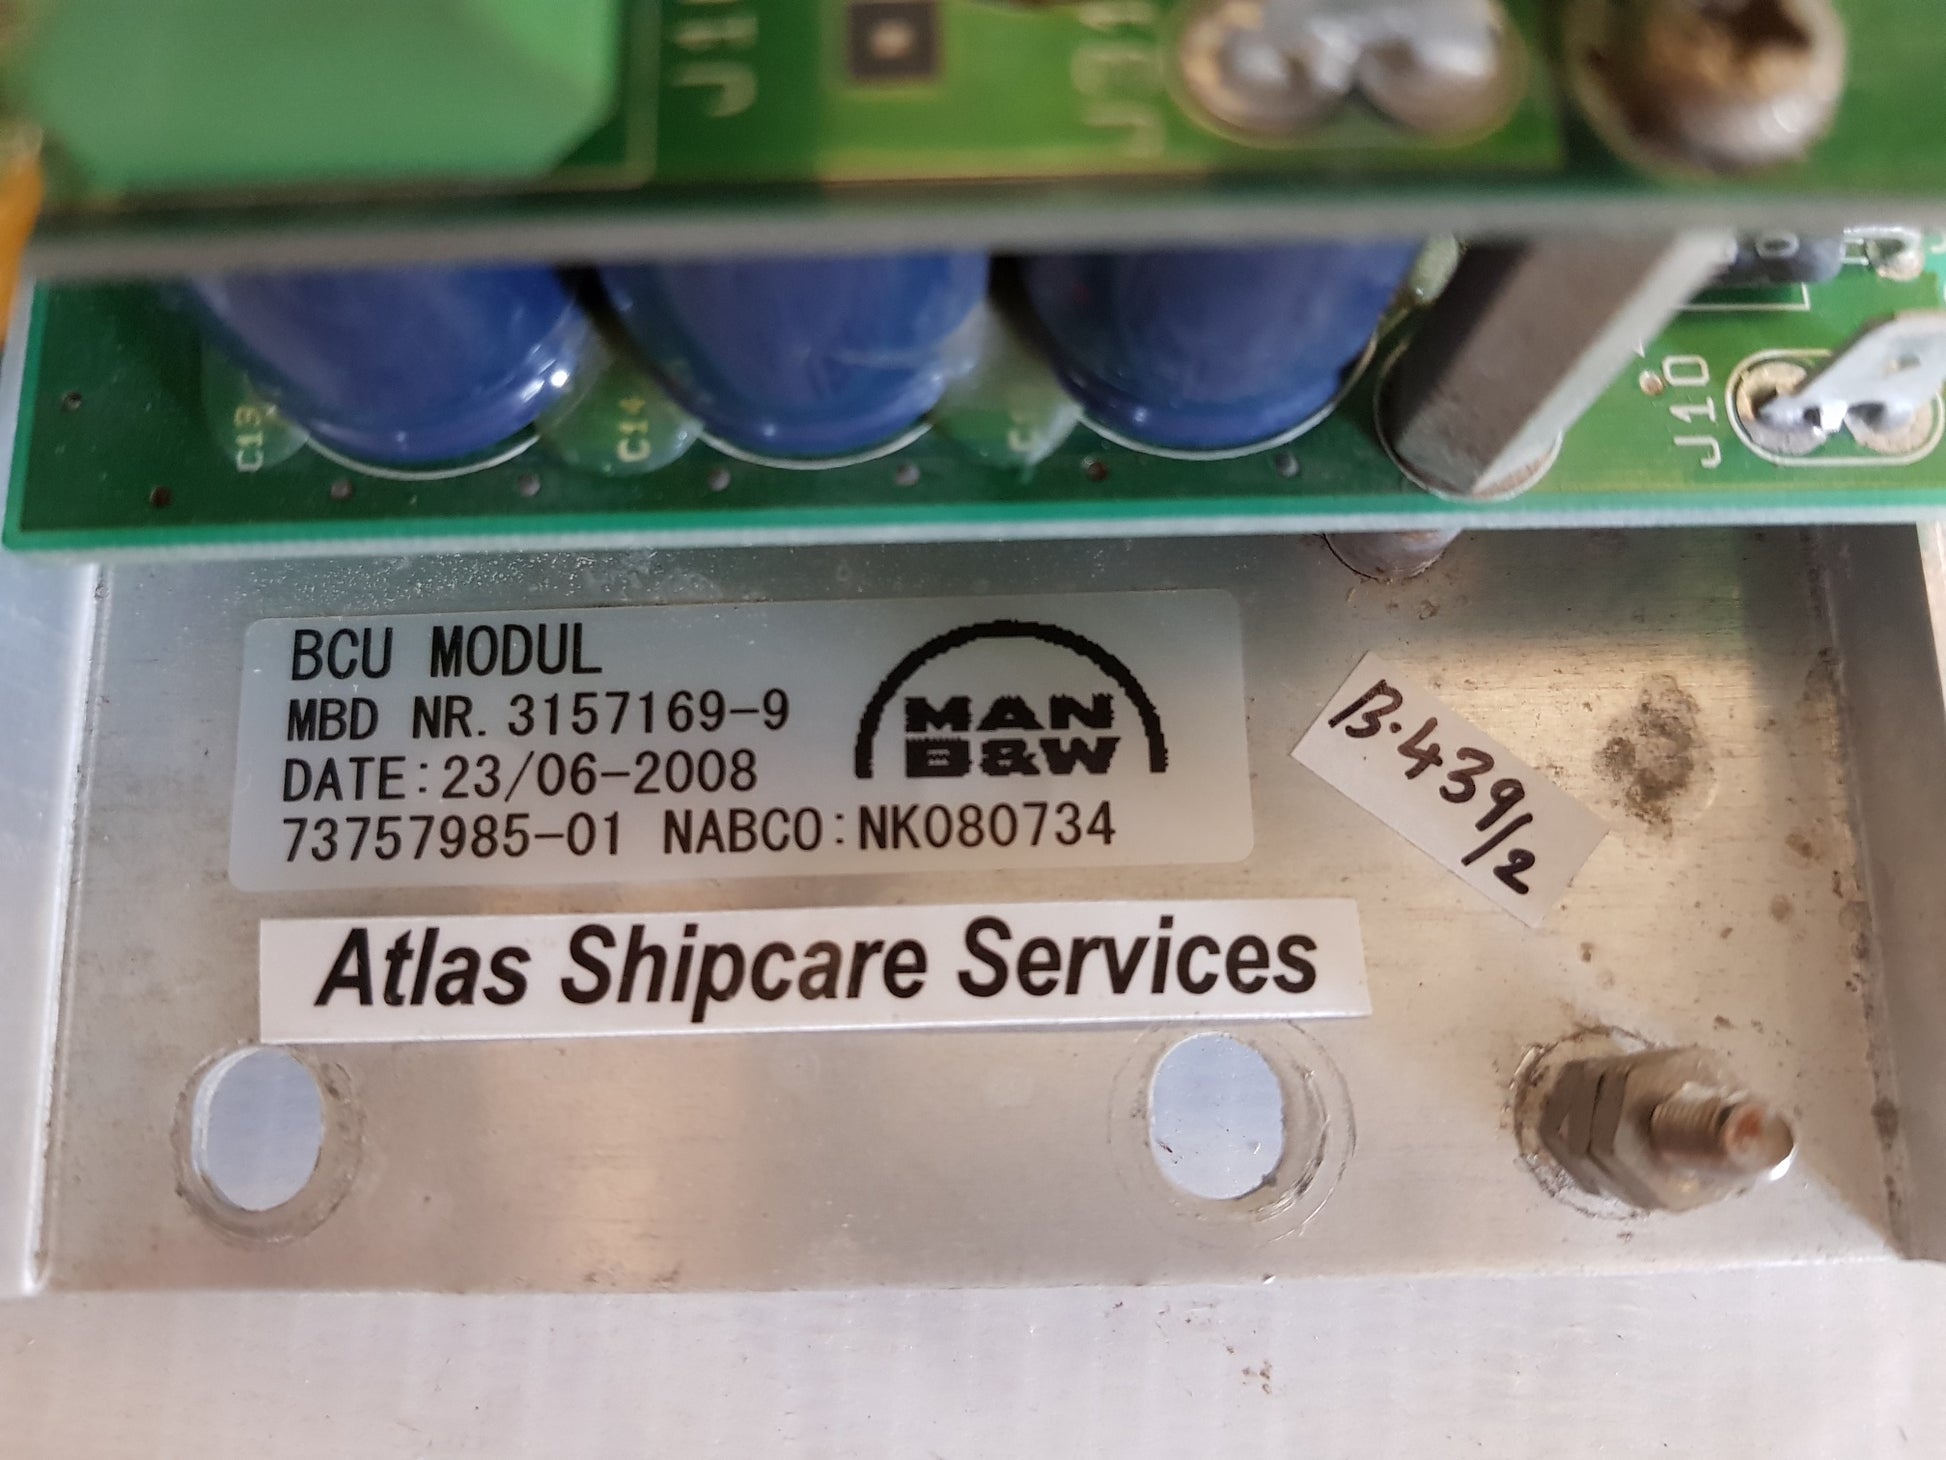 J31
C13
C14
J10
BCU MODUL
MBD NR. 3157169-9
DATE:23/06-2008
73757985-01 NABCO:NK080734
MAN
B&W
B.439/2
Atlas Shipcare Services